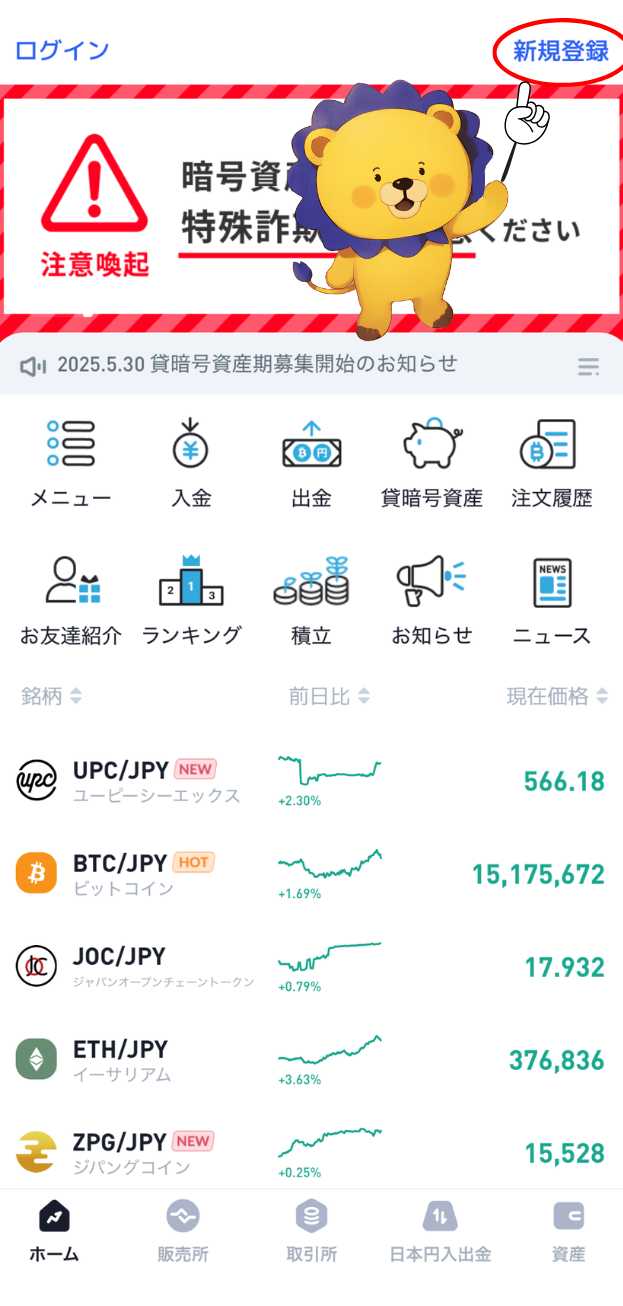 ログイン
新規登録
暗号資
特殊詐
ください
注意喚起
2025.5.30 貸暗号資産期募集開始のお知らせ
メニュー
入金
出金
貸暗号資産
注文履歴
NEWS
2 1 3
お友達紹介
ランキング
積立
お知らせ
ニュース
銘柄
前日比
現在価格
upc
UPC/JPY NEW
ユーピーシーエックス
+2.30%
566.18
BTC/JPY HOT
ビットコイン
+1.69%
15,175,672
JOC/JPY
ジャパンオープンチェーントークン
+0.79%
17.932
ETH/JPY
イーサリアム
+3.63%
376,836
ZPG/JPY NEW
ジパングコイン
+0.25%
15,528
ホーム
販売所
取引所
日本円入出金
資産